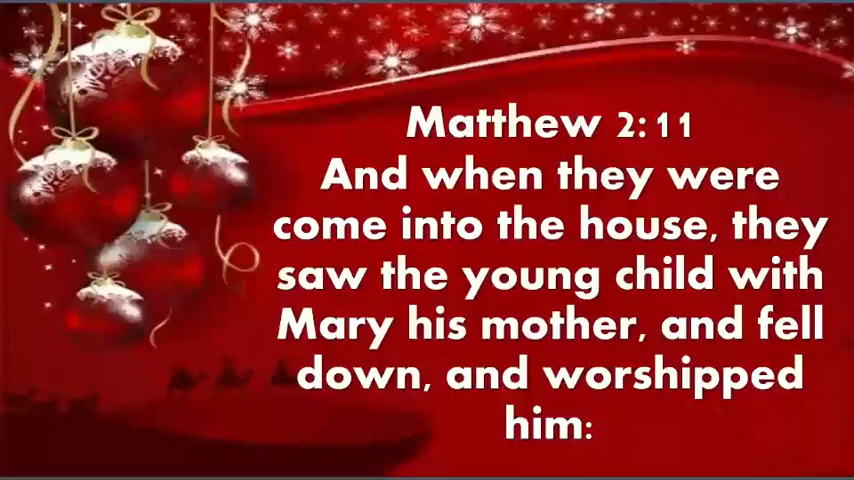 Matthew 2:11
And when they were
come into the house, they
saw the young child with
Mary his mother, and fell
down, and worshipped
him: